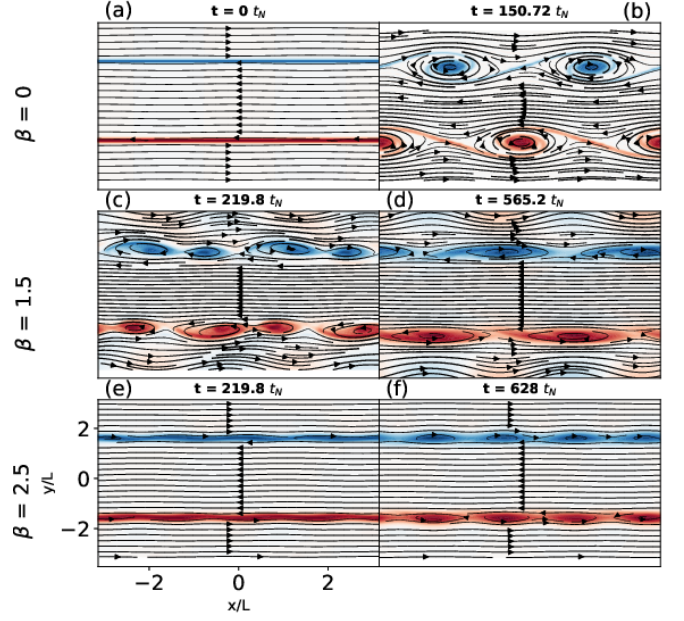 (a)
t = 0 t_N
t = 150.72 t_N
(b)
β = 0
(c)
t = 219.8 t_N
(d)
t = 565.2 t_N
β = 1.5
(e)
t = 219.8 t_N
(f)
t = 628 t_N
β = 2.5
y/L
2
0
−2
−2
0
2
x/L